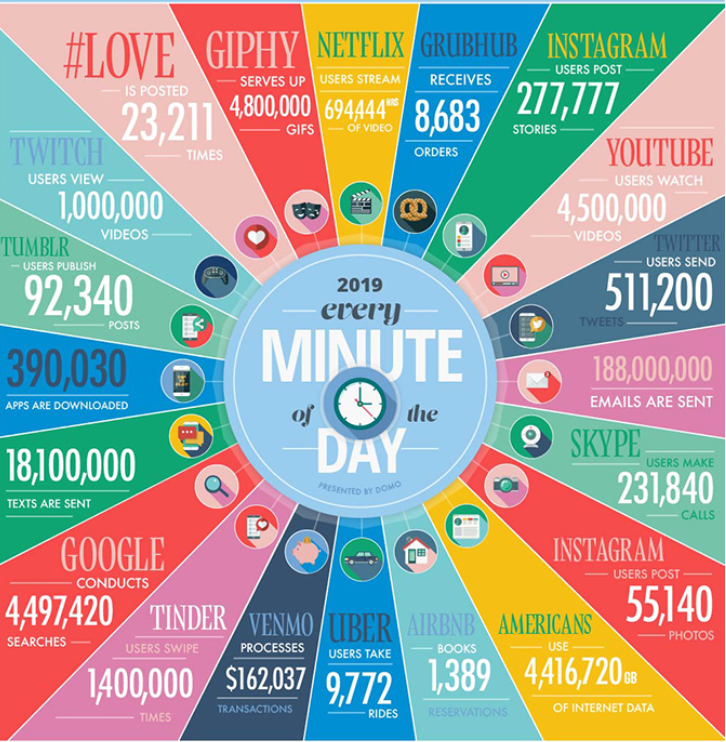 #LOVE
IS POSTED
23,211
TIMES
GIPHY
SERVES UP
4,800,000
GIFS
NETFLIX
USERS STREAM
694,444 HRS
OF VIDEO
GRUBHUB
RECEIVES
8,683
ORDERS
INSTAGRAM
USERS POST
277,777
STORIES
YOUTUBE
USERS WATCH
4,500,000
VIDEOS
TWITTER
USERS SEND
511,200
TWEETS
188,000,000
EMAILS ARE SENT
SKYPE
USERS MAKE
231,840
CALLS
INSTAGRAM
USERS POST
55,140
PHOTOS
AMERICANS
USE
4,416,720 GB
OF INTERNET DATA
AIRBNB
BOOKS
1,389
RESERVATIONS
UBER
USERS TAKE
9,772
RIDES
VENMO
PROCESSES
$162,037
TRANSACTIONS
TINDER
USERS SWIPE
1,400,000
TIMES
GOOGLE
CONDUCTS
4,497,420
SEARCHES
18,100,000
TEXTS ARE SENT
390,030
APPS ARE DOWNLOADED
TUMBLR
USERS PUBLISH
92,340
POSTS
TWITCH
USERS VIEW
1,000,000
VIDEOS
2019
every
MINUTE
of the
DAY
PRESENTED BY DOMO